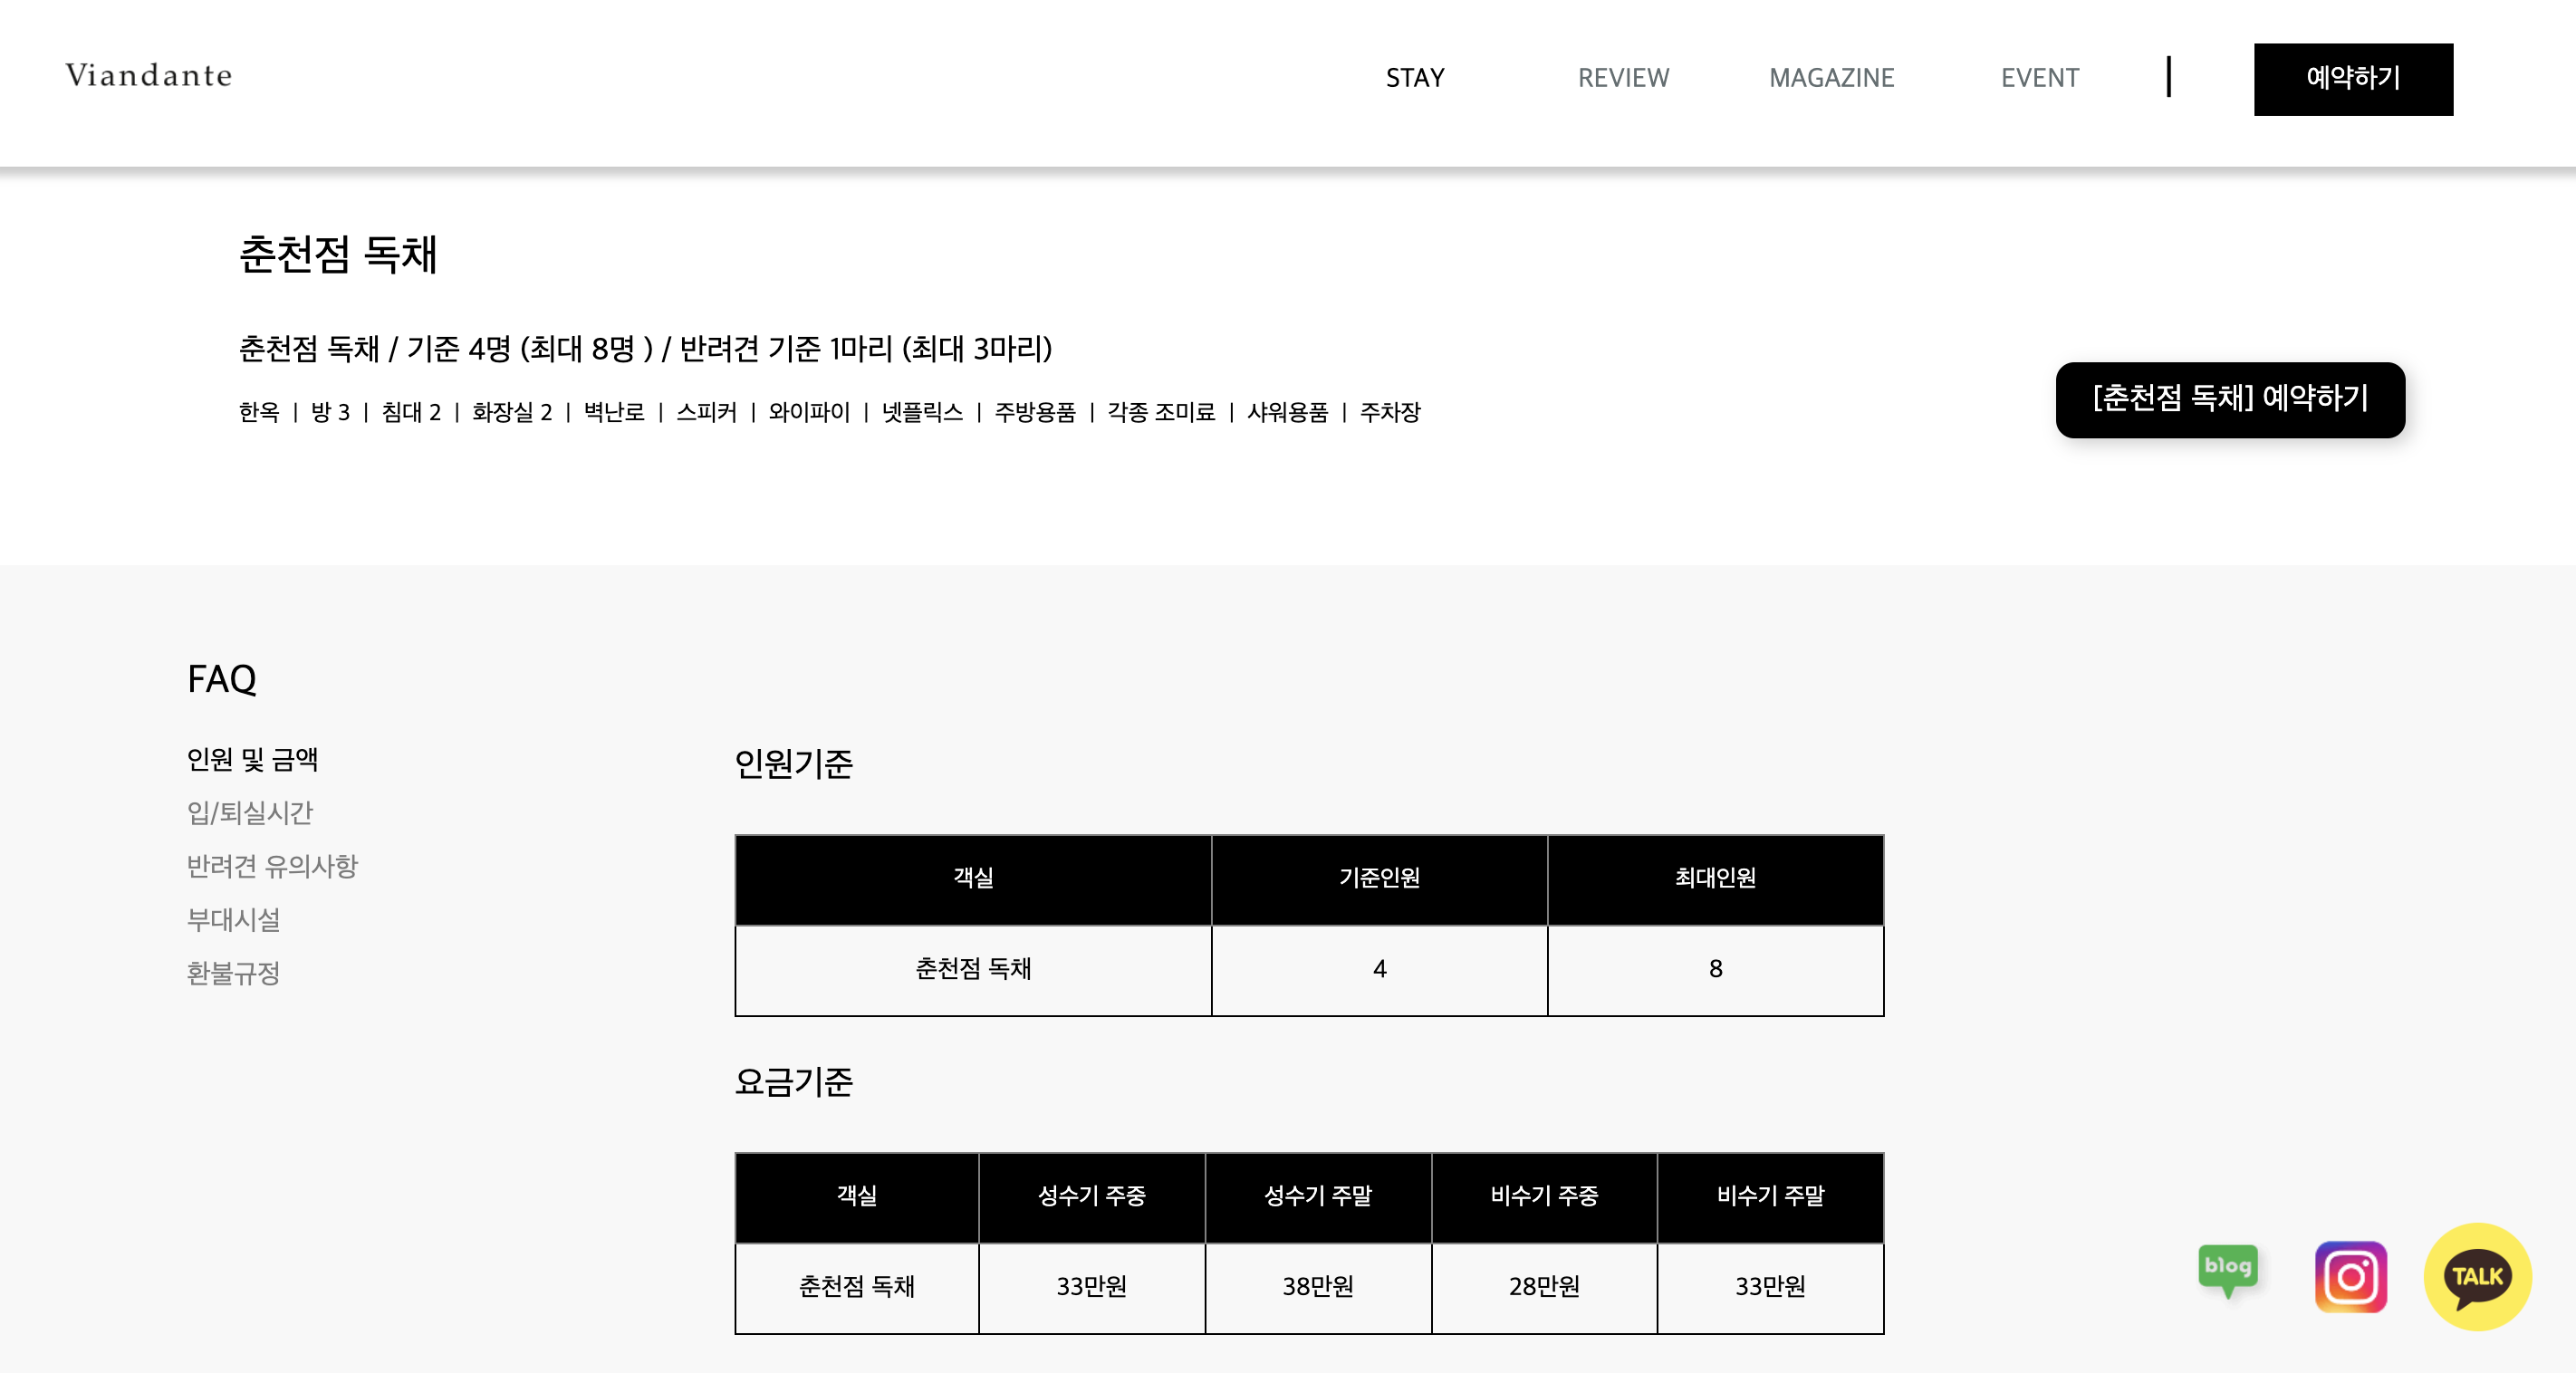 Viandante
STAY REVIEW MAGAZINE EVENT | 예약하기
춘천점 독채
춘천점 독채 / 기준 4명 (최대 8명 ) / 반려견 기준 1마리 (최대 3마리)
한옥 | 방 3 | 침대 2 | 화장실 2 | 벽난로 | 스피커 | 와이파이 | 넷플릭스 | 주방용품 | 각종 조미료 | 샤워용품 | 주차장
[춘천점 독채] 예약하기
FAQ
인원 및 금액
입/퇴실시간
반려견 유의사항
부대시설
환불규정
인원기준
객실 기준인원 최대인원
춘천점 독채 4 8
요금기준
객실 성수기 주중 성수기 주말 비수기 주중 비수기 주말
춘천점 독채 33만원 38만원 28만원 33만원
blog
TALK